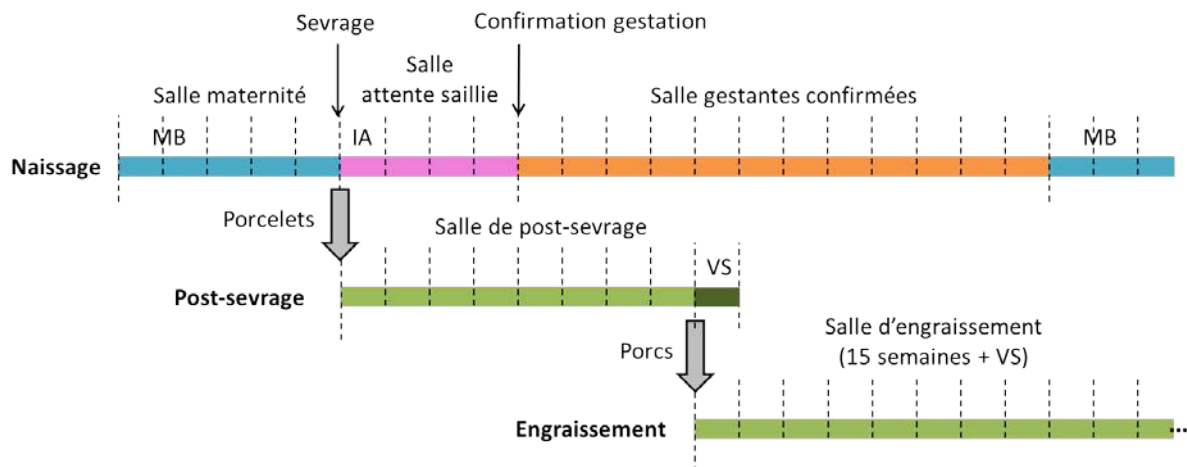 Sevrage
Confirmation gestation
Salle
attente saillie
Salle maternité
Salle gestantes confirmées
MB
IA
MB
Naissage
Porcelets
Salle de post-sevrage
VS
Post-sevrage
Salle d'engraissement
(15 semaines + VS)
Porcs
Engraissement
...